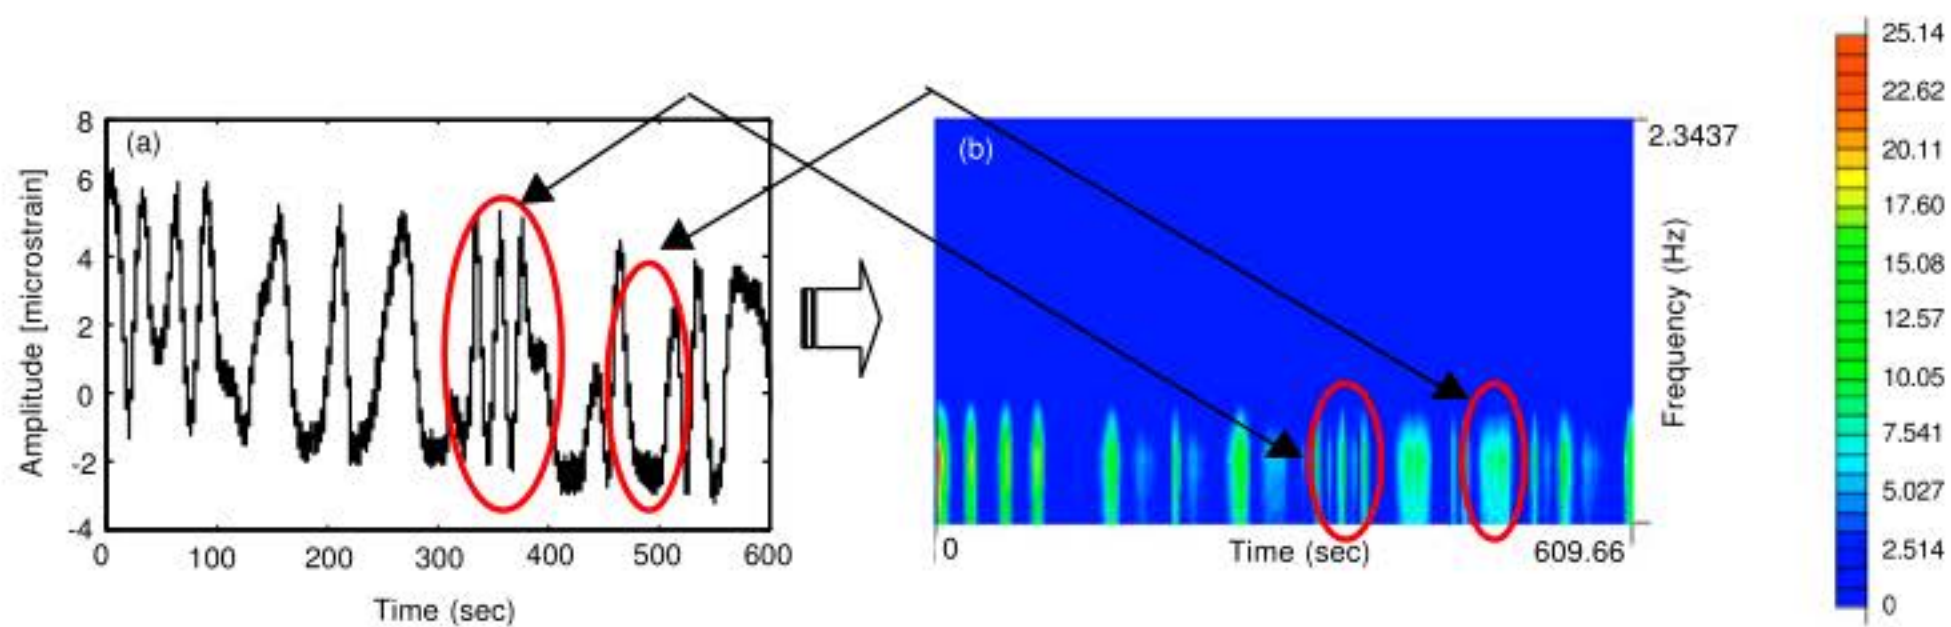 (a)
8
6
4
2
0
-2
-4
Amplitude [microstrain]
0 100 200 300 400 500 600
Time (sec)
(b)
2.3437
Frequency (Hz)
0 Time (sec) 609.66
25.14
22.62
20.11
17.60
15.08
12.57
10.05
7.541
5.027
2.514
0